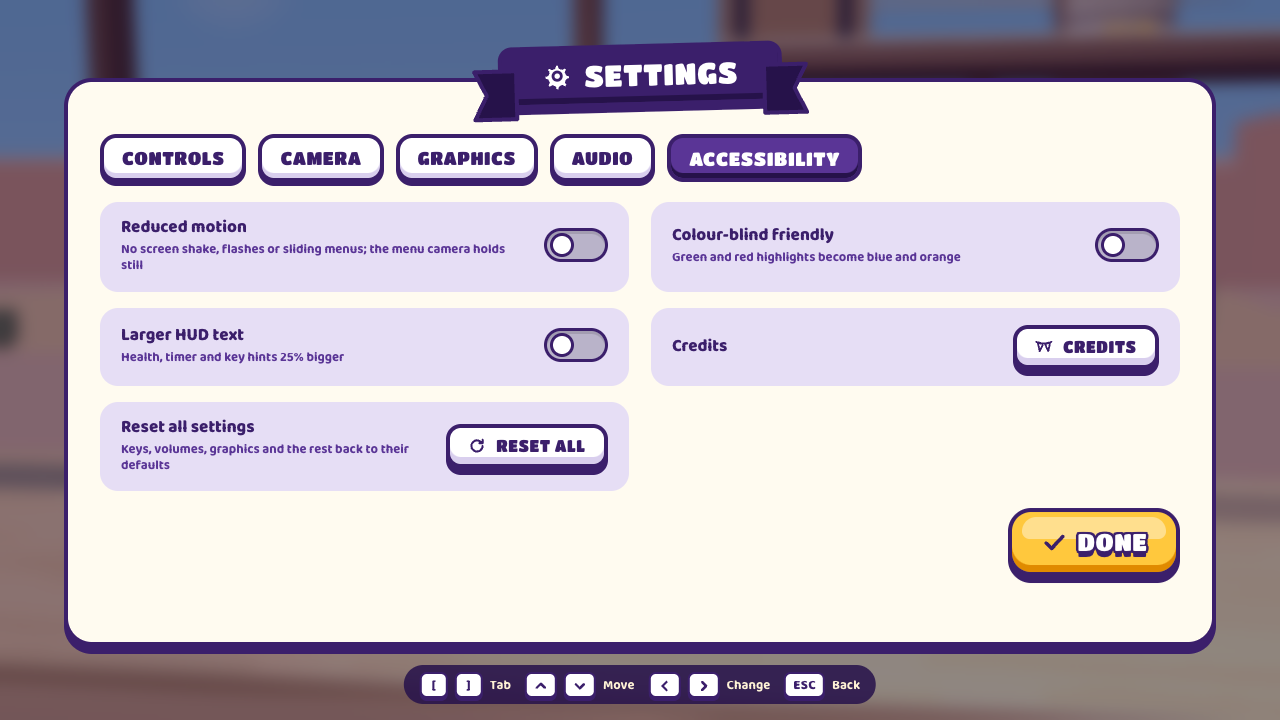 SETTINGS
CONTROLS
CAMERA
GRAPHICS
AUDIO
ACCESSIBILITY
Reduced motion
No screen shake, flashes or sliding menus; the menu camera holds
still
Colour-blind friendly
Green and red highlights become blue and orange
Larger HUD text
Health, timer and key hints 25% bigger
Credits
CREDITS
Reset all settings
Keys, volumes, graphics and the rest back to their
defaults
RESET ALL
DONE
[ ] Tab Move Change ESC Back